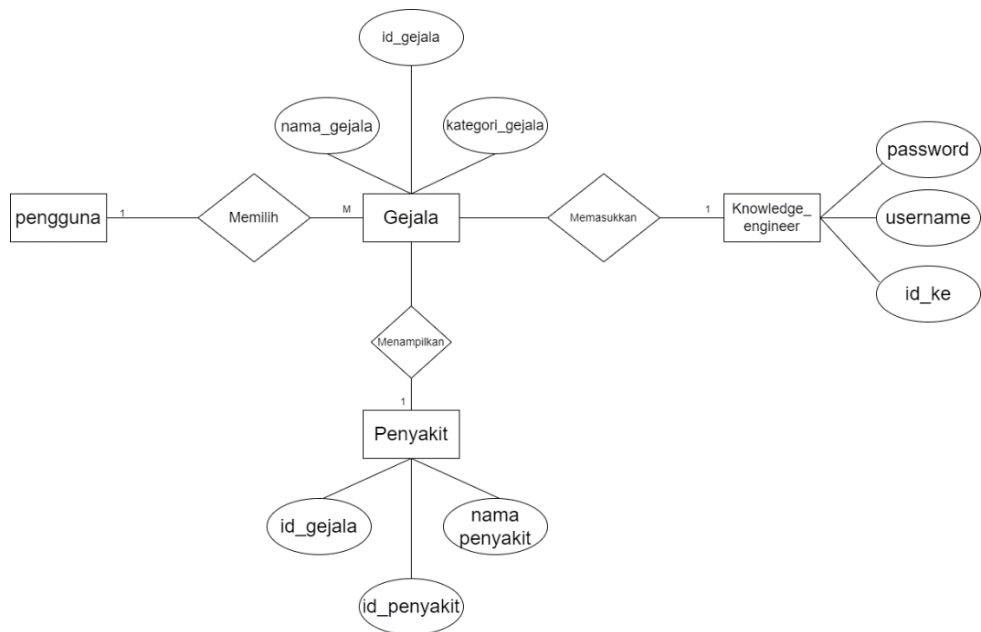 id_gejala
nama_gejala
kategori_gejala
password
pengguna
1
Memilih
M
Gejala
Memasukkan
1
Knowledge_
engineer
username
id_ke
Menampilkan
1
Penyakit
id_gejala
nama
penyakit
id_penyakit